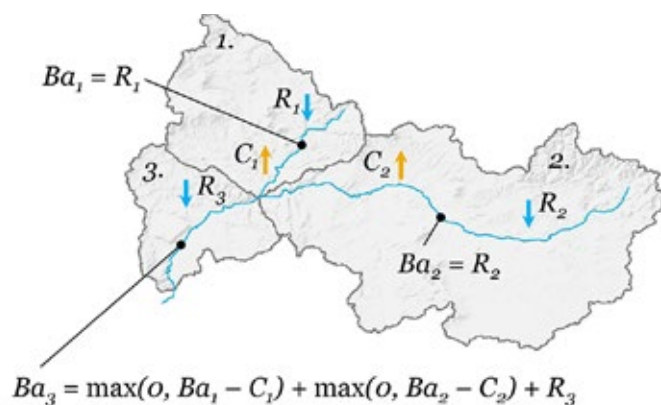 1.
Ba₁ = R₁
R₁
C₁
C₂
2.
3.
R₃
R₂
Ba₂ = R₂
Ba₃ = max(0, Ba₁ – C₁) + max(0, Ba₂ – C₂) + R₃